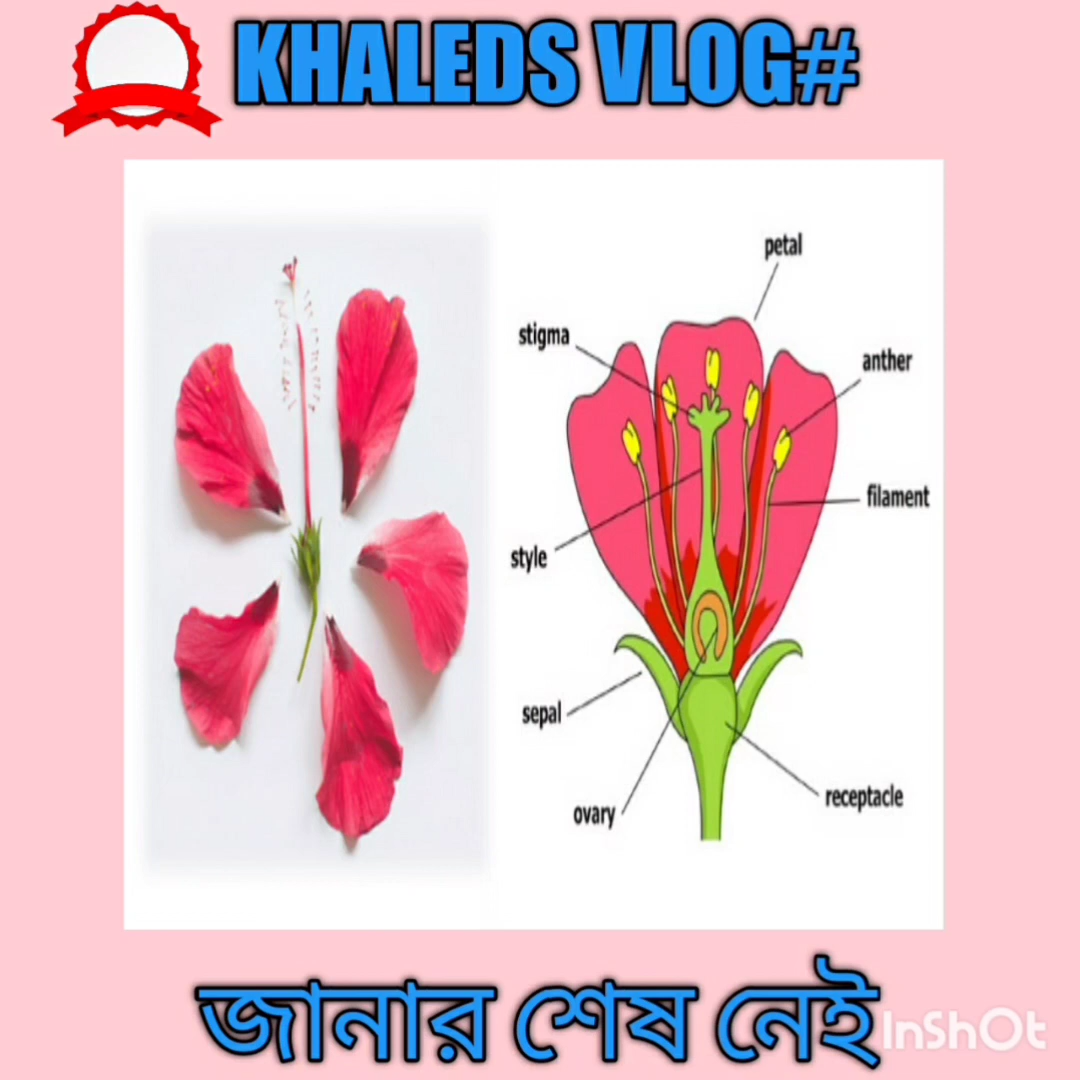 KHALEDS VLOG#
petal
stigma
anther
filament
style
sepal
ovary
receptacle
জানার শেষ নেই
InShOt